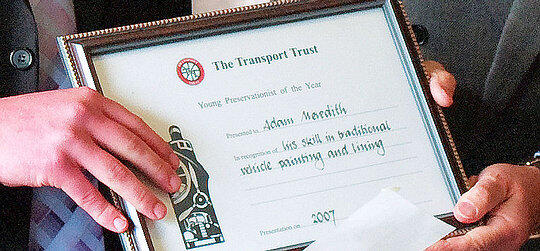 The Transport Trust
Young Preservationist of the Year
Presented to Adam Meredith
In recognition of his skill in traditional
vehicle painting and lining
Presentation on 2007